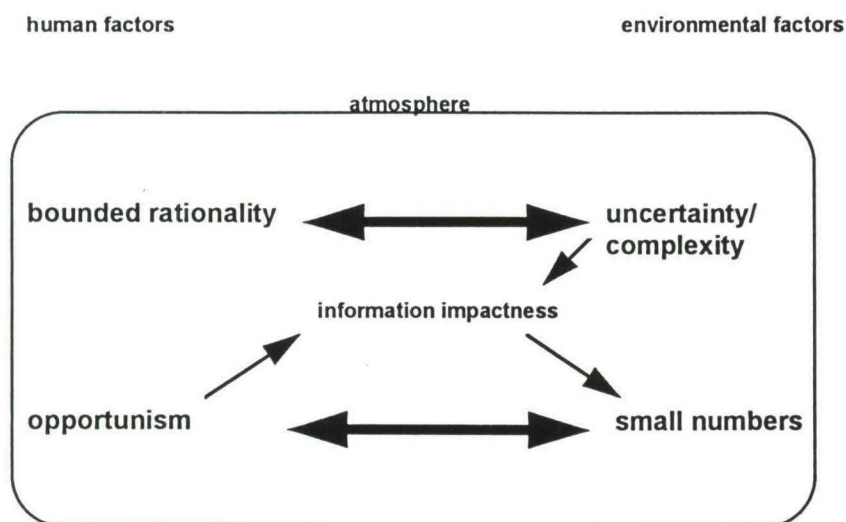 human factors
environmental factors
atmosphere
bounded rationality
uncertainty/
complexity
information impactness
opportunism
small numbers